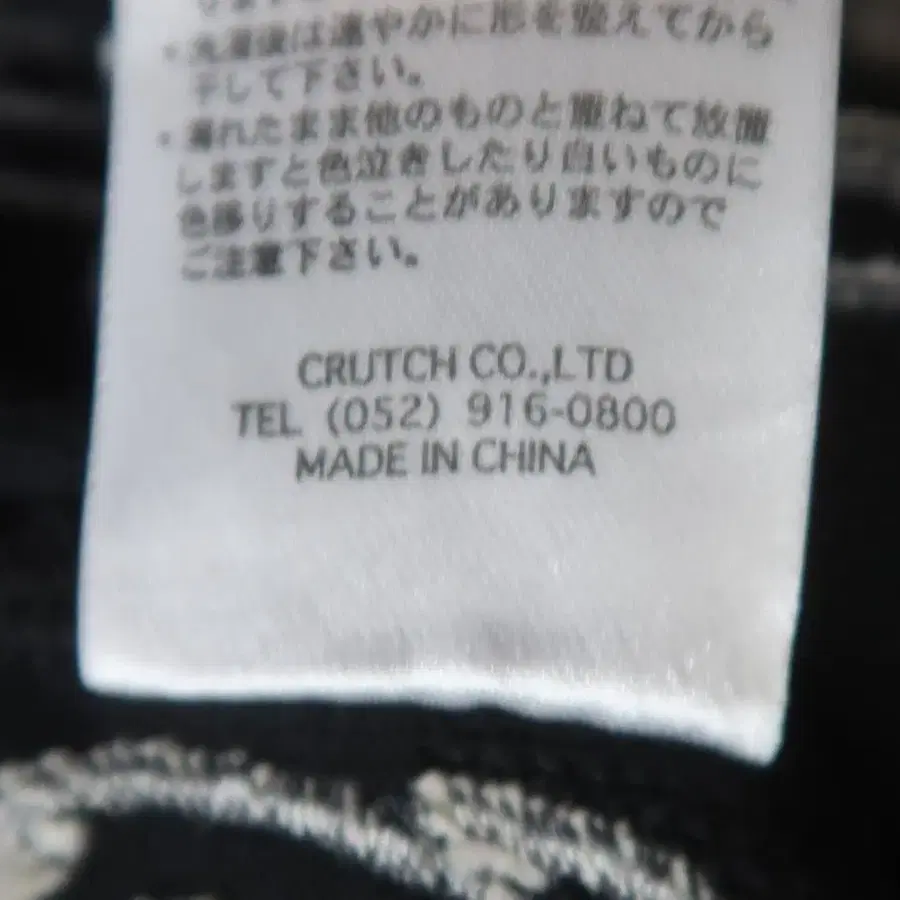 ・洗濯後は速やかに形を整えてから
干して下さい。
・濡れたまま他のものと重ねて放置
しますと色泣きしたり白いものに
色移りすることがありますので
ご注意下さい。
CRUTCH CO.,LTD
TEL (052) 916-0800
MADE IN CHINA